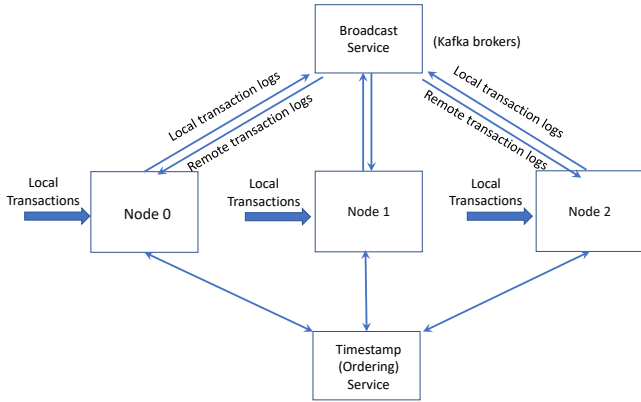 Broadcast
Service
(Kafka brokers)
Local transaction logs
Remote transaction logs
Local transaction logs
Remote transaction logs
Local
Transactions
Node 0
Local
Transactions
Node 1
Local
Transactions
Node 2
Timestamp
(Ordering)
Service